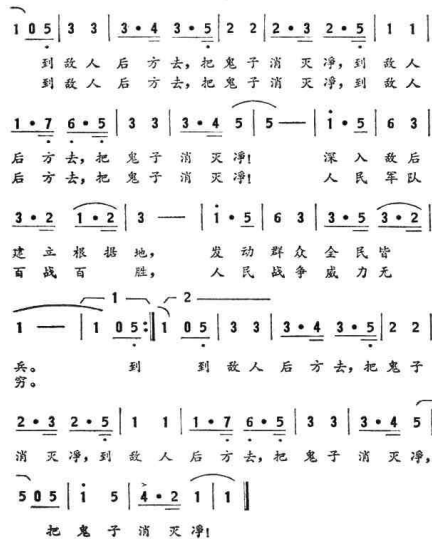 1 0 5 | 3 3 | 3 · 4 3 · 5 | 2 2 | 2 · 3 2 · 5 | 1 1 |
到 敌 人 后 方 去, 把 鬼 子 消 灭 净, 到 敌 人
到 敌 人 后 方 去, 把 鬼 子 消 灭 净, 到 敌 人
1 · 7 6 · 5 | 3 3 | 3 · 4 5 | 5 — | i · 5 | 6 3 |
后 方 去, 把 鬼 子 消 灭 净! 深 入 敌 后
后 方 去, 把 鬼 子 消 灭 净! 人 民 军 队
3 · 2 1 · 2 | 3 — | i · 5 | 6 3 | 3 · 5 3 · 2 |
建 立 根 据 地, 发 动 群 众 全 民 皆
百 战 百 胜, 人 民 战 争 威 力 无
1 2
1 — | 1 0 5 :‖ 1 0 5 | 3 3 | 3 · 4 3 · 5 | 2 2 |
兵。 到 到 敌 人 后 方 去, 把 鬼 子
穷。
2 · 3 2 · 5 | 1 1 | 1 · 7 6 · 5 | 3 3 | 3 · 4 5 |
消 灭 净, 到 敌 人 后 方 去, 把 鬼 子 消 灭 净,
5 0 5 | i 5 | 4 · 2 1 | 1 ‖
把 鬼 子 消 灭 净!